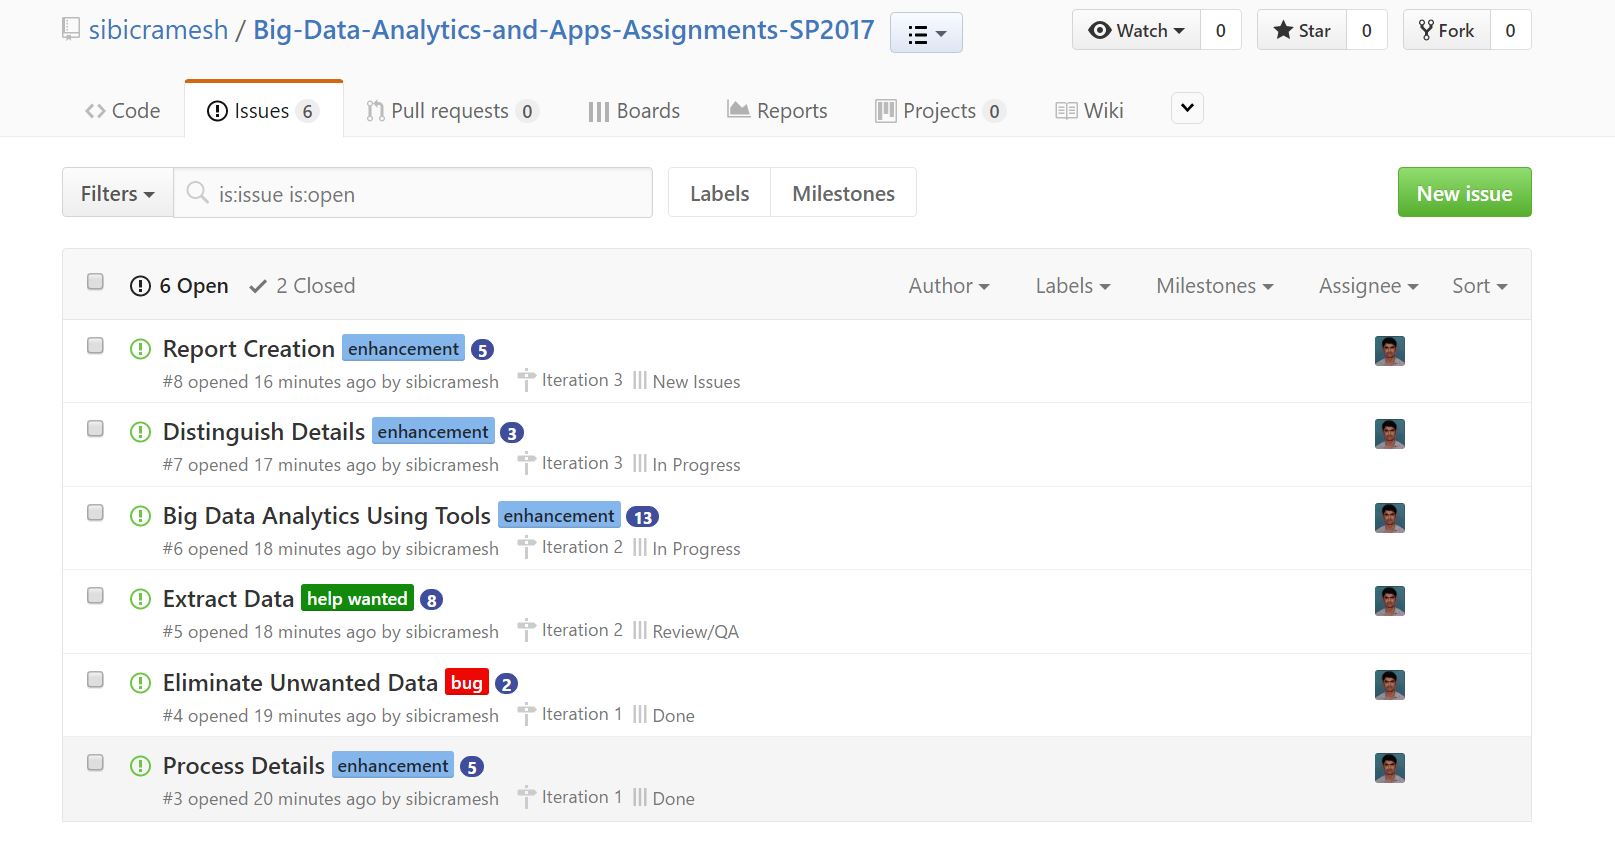 sibicramesh / Big-Data-Analytics-and-Apps-Assignments-SP2017
Watch 0 Star 0 Fork 0
Code Issues 6 Pull requests 0 Boards Reports Projects 0 Wiki
Filters is:issue is:open Labels Milestones New issue
6 Open 2 Closed Author Labels Milestones Assignee Sort
Report Creation enhancement 5
#8 opened 16 minutes ago by sibicramesh Iteration 3 New Issues
Distinguish Details enhancement 3
#7 opened 17 minutes ago by sibicramesh Iteration 3 In Progress
Big Data Analytics Using Tools enhancement 13
#6 opened 18 minutes ago by sibicramesh Iteration 2 In Progress
Extract Data help wanted 8
#5 opened 18 minutes ago by sibicramesh Iteration 2 Review/QA
Eliminate Unwanted Data bug 2
#4 opened 19 minutes ago by sibicramesh Iteration 1 Done
Process Details enhancement 5
#3 opened 20 minutes ago by sibicramesh Iteration 1 Done